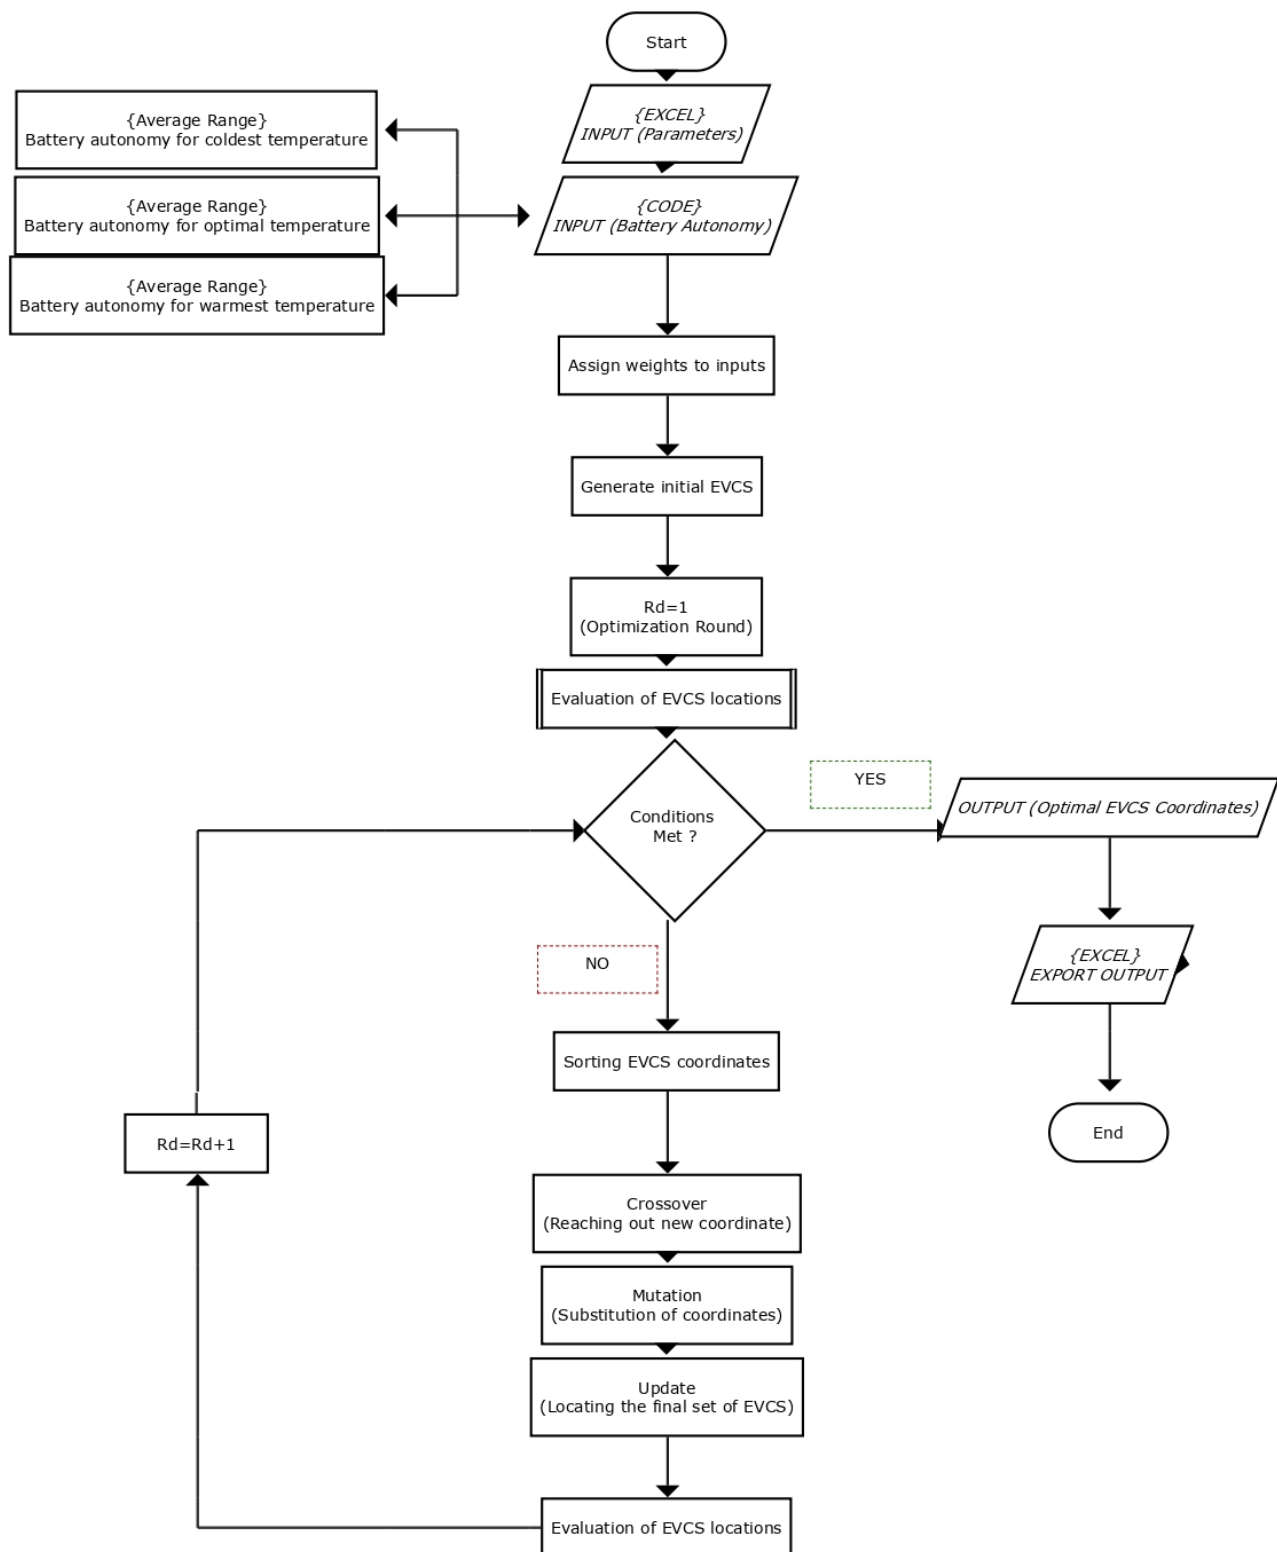 Start
{EXCEL}
INPUT (Parameters)
{Average Range}
Battery autonomy for coldest temperature
{Average Range}
Battery autonomy for optimal temperature
{Average Range}
Battery autonomy for warmest temperature
{CODE}
INPUT (Battery Autonomy)
Assign weights to inputs
Generate initial EVCS
Rd=1
(Optimization Round)
Evaluation of EVCS locations
Conditions
Met ?
YES
OUTPUT (Optimal EVCS Coordinates)
{EXCEL}
EXPORT OUTPUT
End
NO
Sorting EVCS coordinates
Crossover
(Reaching out new coordinate)
Mutation
(Substitution of coordinates)
Update
(Locating the final set of EVCS)
Evaluation of EVCS locations
Rd=Rd+1